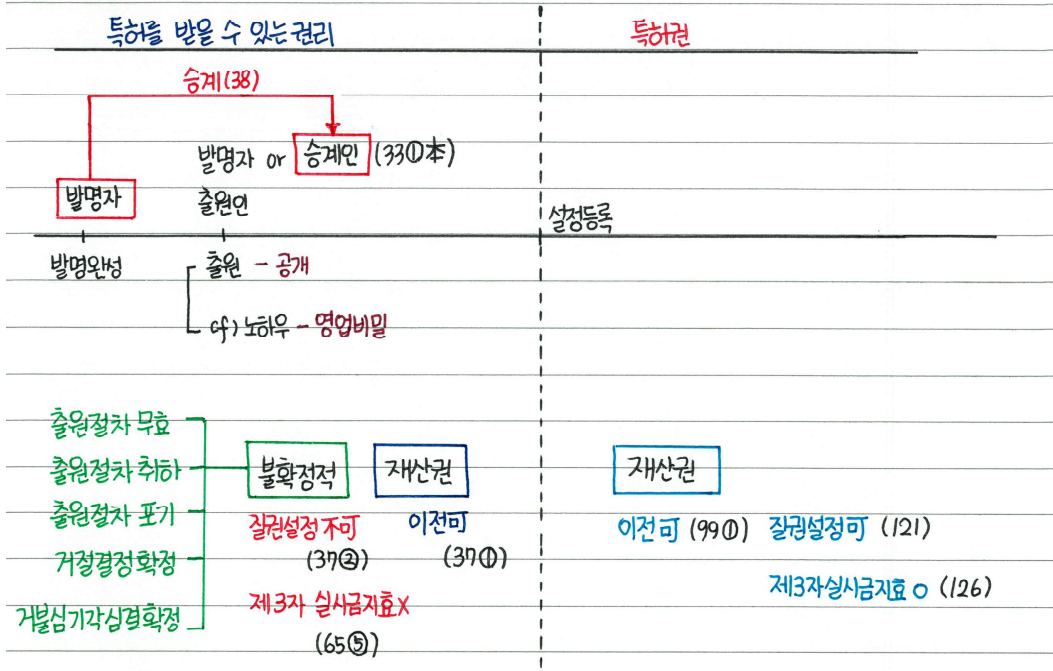 특허를 받을 수 있는 권리 특허권
승계(38)
발명자 or 승계인 (33①本)
발명자 출원인
설정등록
발명완성 출원 - 공개
cf) 노하우 - 영업비밀
출원절차 무효
출원절차 취하 불확정적 재산권 재산권
출원절차 포기 질권설정 不可 이전可 이전可 (99①) 질권설정可 (121)
거절결정확정 (37②) (37①)
제3자 실시금지효X 제3자실시금지효 O (126)
거불심기각심결확정 (65⑤)